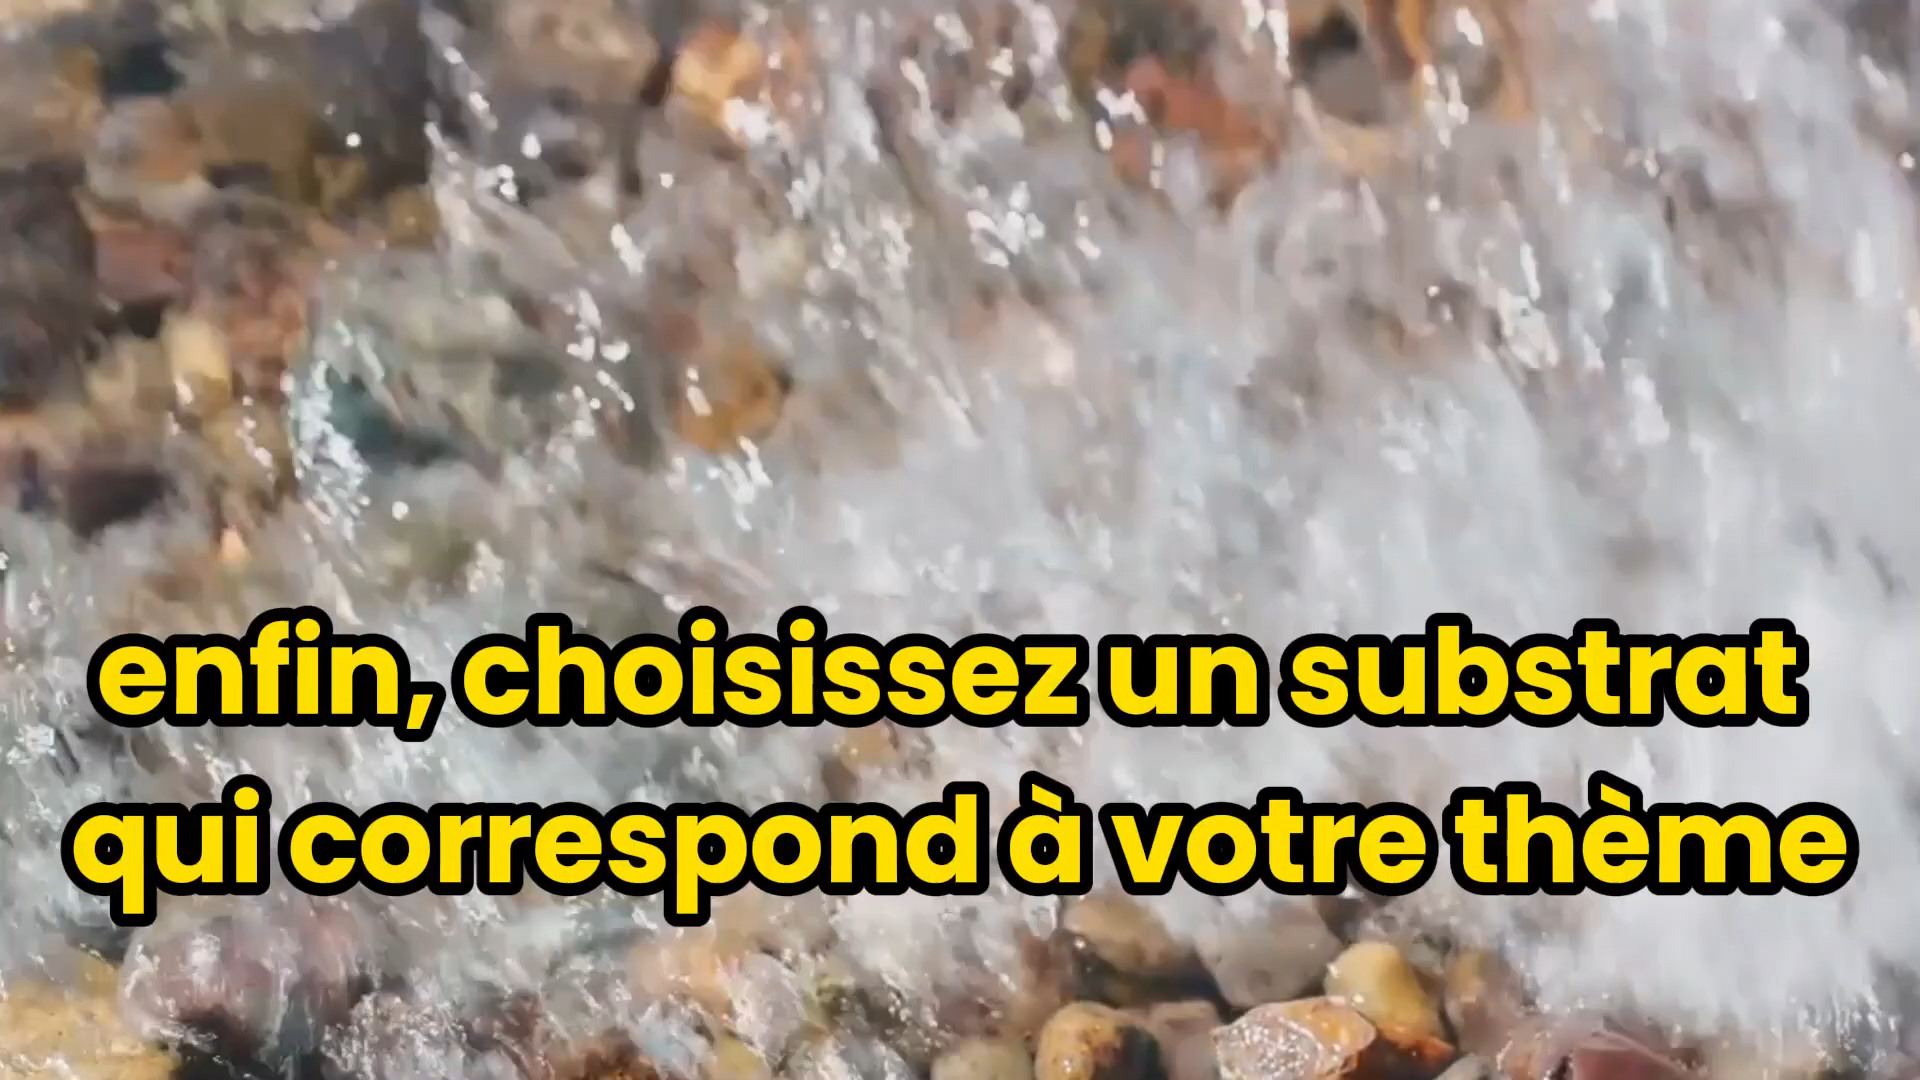 enfin, choisissez un substrat
qui correspond à votre thème